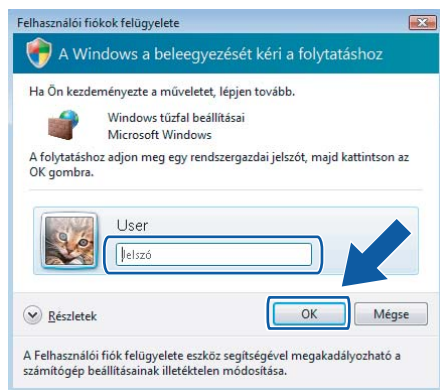 Felhasználói fiókok felügyelete
A Windows a beleegyezését kéri a folytatáshoz
Ha Ön kezdeményezte a műveletet, lépjen tovább.
Windows tűzfal beállításai
Microsoft Windows
A folytatáshoz adjon meg egy rendszergazdai jelszót, majd kattintson az
OK gombra.
User
Jelszó
Részletek
OK
Mégse
A Felhasználói fiók felügyelete eszköz segítségével megakadályozható a
számítógép beállításainak illetéktelen módosítása.